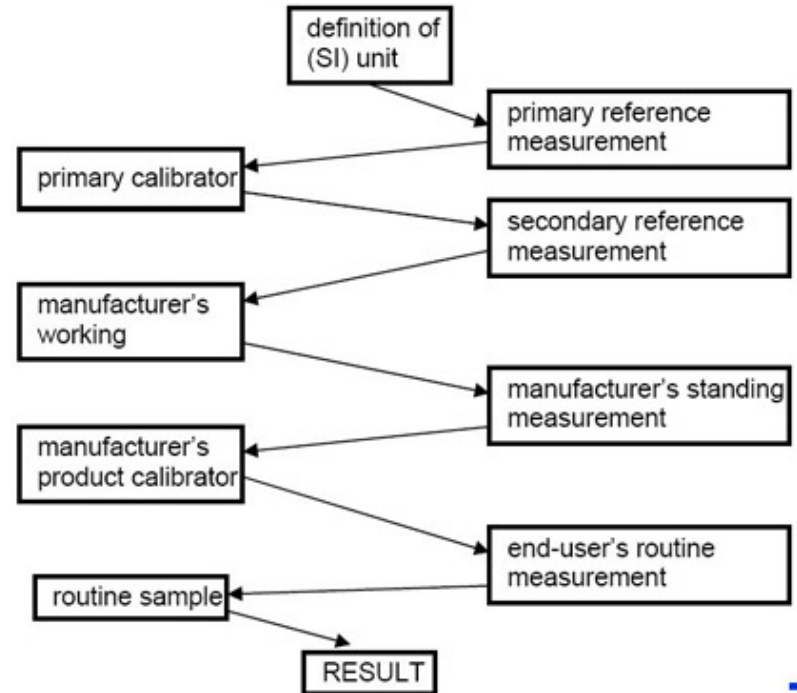 definition of
(SI) unit
primary reference
measurement
primary calibrator
secondary reference
measurement
manufacturer's
working
manufacturer's standing
measurement
manufacturer's
product calibrator
end-user's routine
measurement
routine sample
RESULT